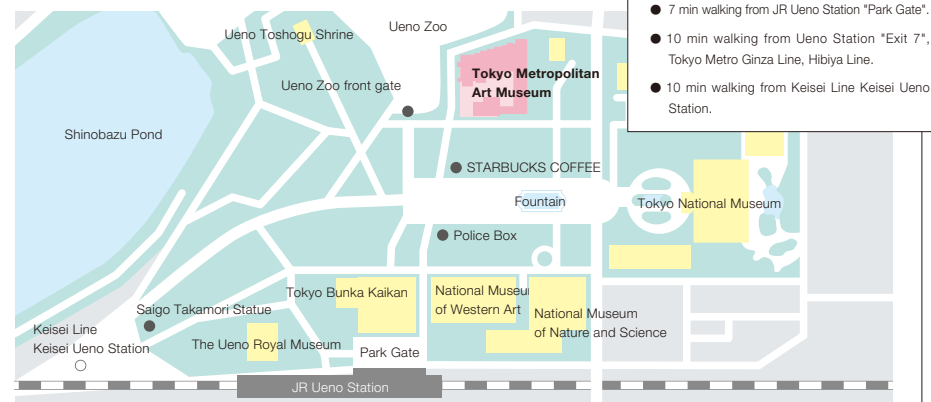 ● 7 min walking from JR Ueno Station "Park Gate".
● 10 min walking from Ueno Station "Exit 7",
Tokyo Metro Ginza Line, Hibiya Line.
● 10 min walking from Keisei Line Keisei Ueno
Station.
Ueno Zoo
Ueno Toshogu Shrine
Tokyo Metropolitan
Art Museum
Ueno Zoo front gate
Shinobazu Pond
STARBUCKS COFFEE
Fountain
Tokyo National Museum
Police Box
Tokyo Bunka Kaikan
National Museum
of Western Art
National Museum
of Nature and Science
Saigo Takamori Statue
Keisei Line
Keisei Ueno Station
The Ueno Royal Museum
Park Gate
JR Ueno Station